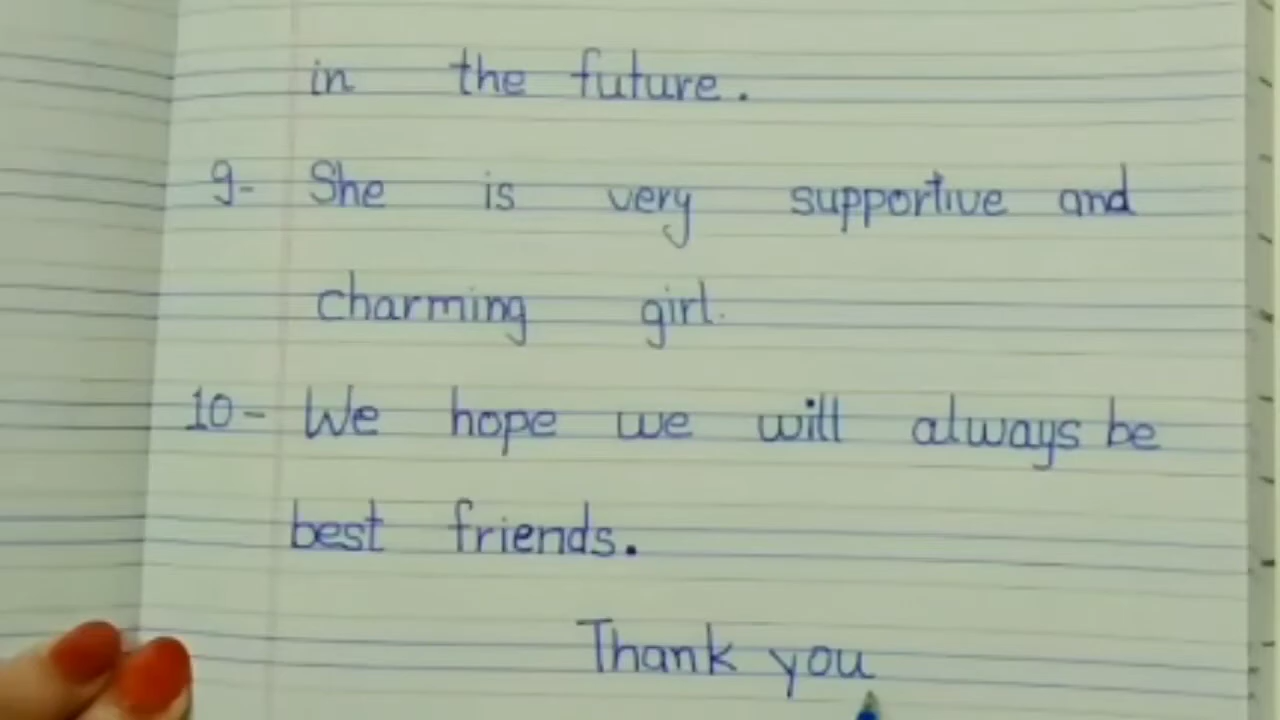 in the future.
9- She is very supportive and
charming girl.
10- We hope we will always be
best friends.
Thank you